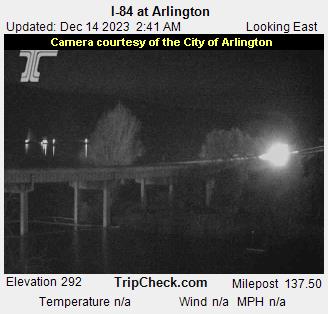 I-84 at Arlington
Updated: Dec 14 2023 2:41 AM Looking East
Camera courtesy of the City of Arlington
Elevation 292 TripCheck.com Milepost 137.50
Temperature n/a Wind n/a MPH n/a